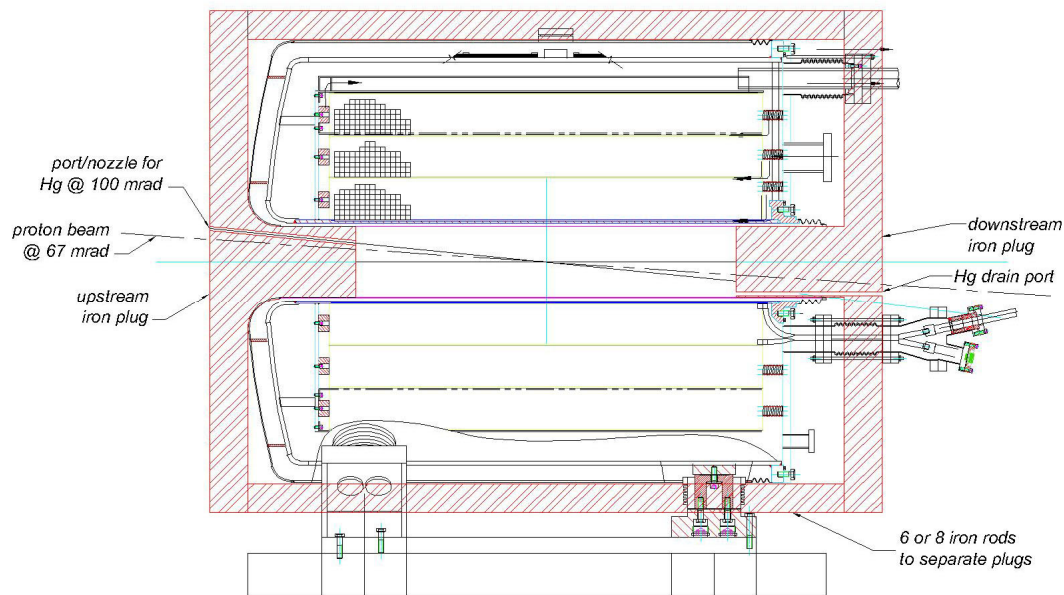 port/nozzle for
Hg @ 100 mrad
proton beam
@ 67 mrad
upstream
iron plug
downstream
iron plug
Hg drain port
6 or 8 iron rods
to separate plugs